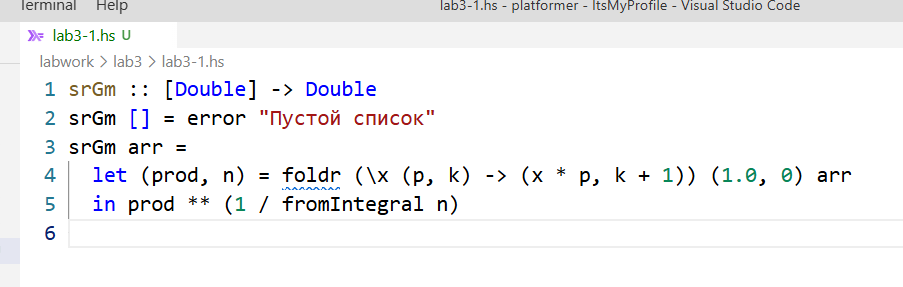 Terminal Help lab3-1.hs - platformer - ItsMyProfile - Visual Studio Code
lab3-1.hs U
labwork > lab3 > lab3-1.hs
1 srGm :: [Double] -> Double
2 srGm [] = error "Пустой список"
3 srGm arr =
4 let (prod, n) = foldr (\x (p, k) -> (x * p, k + 1)) (1.0, 0) arr
5 in prod ** (1 / fromIntegral n)
6